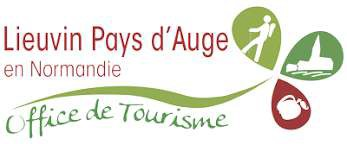 Lieuvin Pays d'Auge
en Normandie
Office de Tourisme